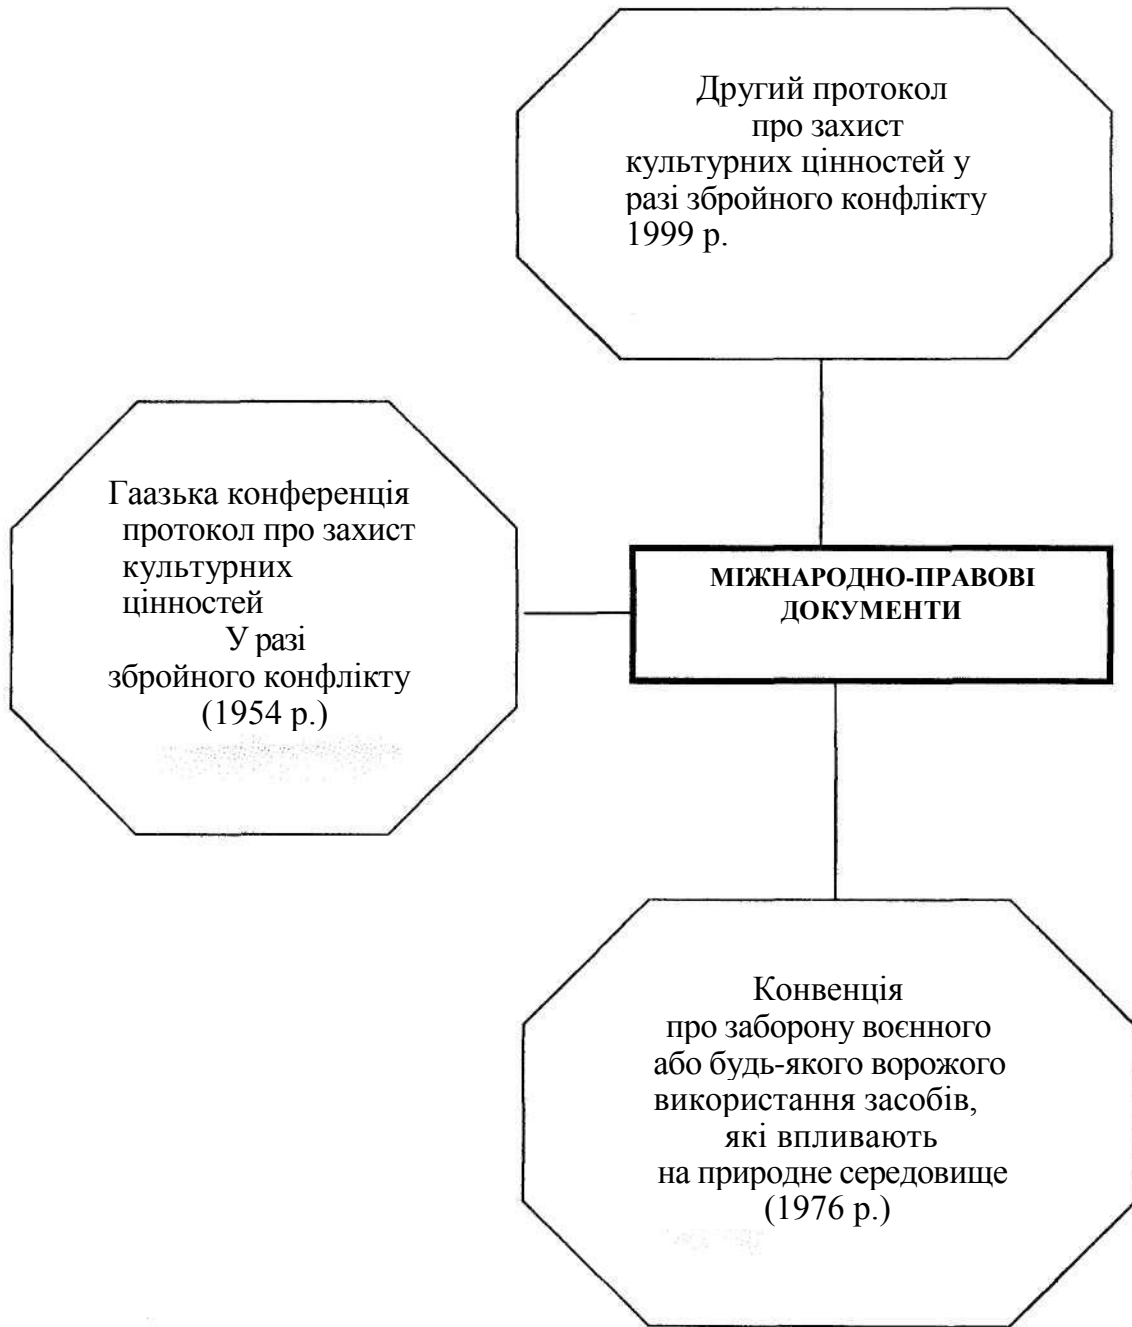 Другий протокол
про захист
культурних цінностей у
разі збройного конфлікту
1999 р.
Гаазька конференція
протокол про захист
культурних
цінностей
У разі
збройного конфлікту
(1954 р.)
МІЖНАРОДНО-ПРАВОВІ
ДОКУМЕНТИ
Конвенція
про заборону воєнного
або будь-якого ворожого
використання засобів,
які впливають
на природне середовище
(1976 р.)